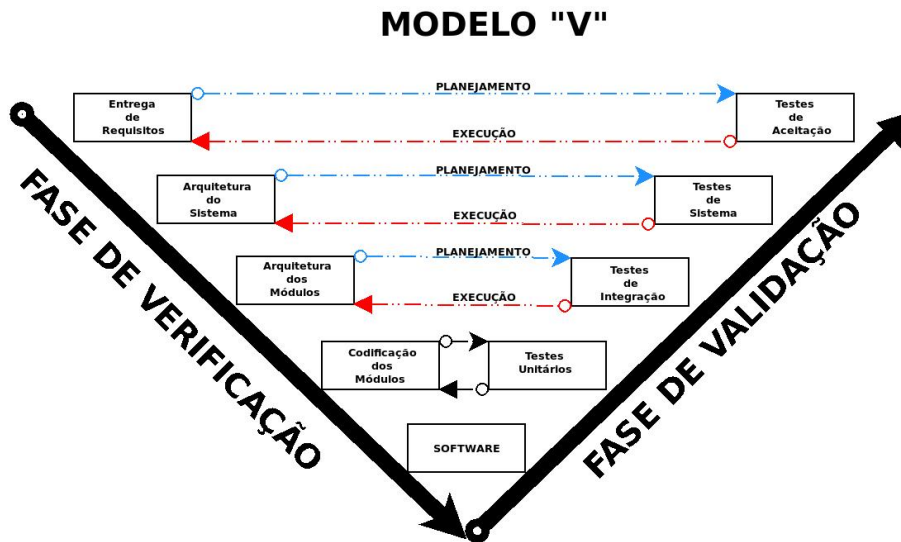 MODELO "V"
PLANEJAMENTO
Entrega
de
Requisitos
Testes
de
Aceitação
EXECUÇÃO
PLANEJAMENTO
Arquitetura
do
Sistema
Testes
de
Sistema
EXECUÇÃO
PLANEJAMENTO
Arquitetura
dos
Módulos
Testes
de
Integração
EXECUÇÃO
Codificação
dos
Módulos
Testes
Unitários
SOFTWARE
FASE DE VERIFICAÇÃO
FASE DE VALIDAÇÃO